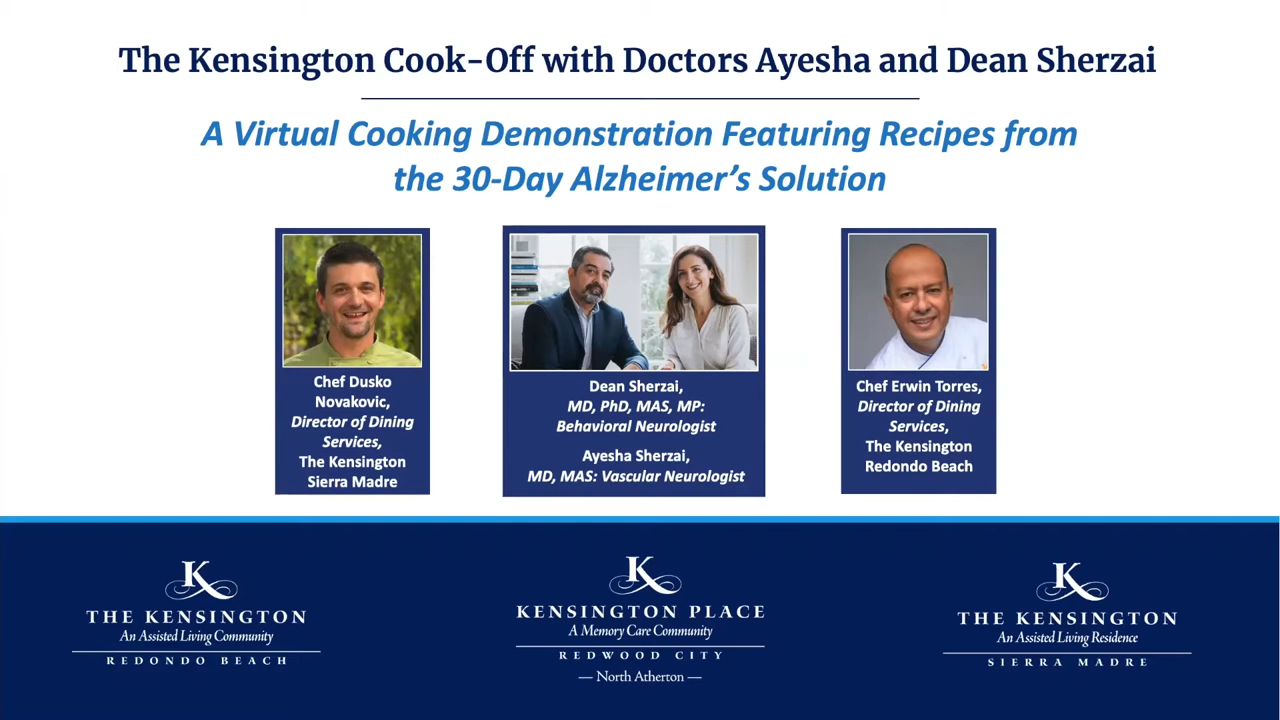 The Kensington Cook-Off with Doctors Ayesha and Dean Sherzai
A Virtual Cooking Demonstration Featuring Recipes from
the 30-Day Alzheimer's Solution
Chef Dusko
Novakovic,
Director of Dining
Services,
The Kensington
Sierra Madre
Dean Sherzai,
MD, PhD, MAS, MP:
Behavioral Neurologist
Ayesha Sherzai,
MD, MAS: Vascular Neurologist
Chef Erwin Torres,
Director of Dining
Services,
The Kensington
Redondo Beach
K
THE KENSINGTON
An Assisted Living Community
REDONDO BEACH
K
KENSINGTON PLACE
A Memory Care Community
REDWOOD CITY
— North Atherton —
K
THE KENSINGTON
An Assisted Living Residence
SIERRA MADRE